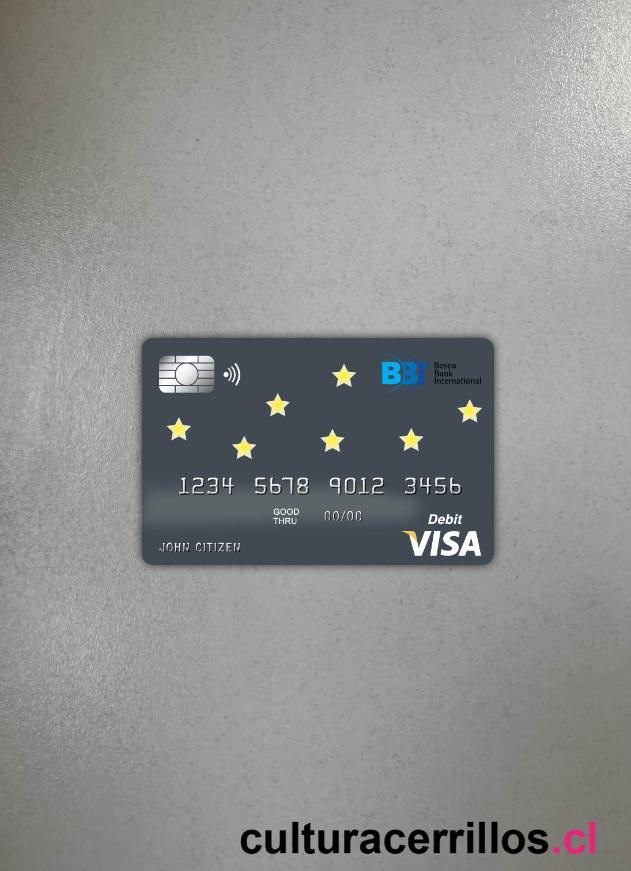 BBI Bosna
Bank
International
1234 5678 9012 3456
GOOD
THRU 00/00
Debit
JOHN CITIZEN VISA
culturacerrillos.cl